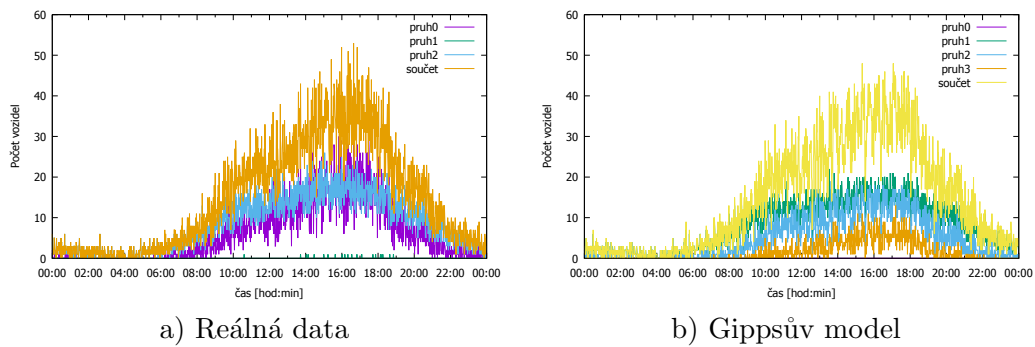 60
50
40
30
20
10
0
Počet vozidel
pruh0
pruh1
pruh2
součet
00:00 02:00 04:00 06:00 08:00 10:00 12:00 14:00 16:00 18:00 20:00 22:00 00:00
čas [hod:min]
a) Reálná data
60
50
40
30
20
10
0
Počet vozidel
pruh0
pruh1
pruh2
pruh3
součet
00:00 02:00 04:00 06:00 08:00 10:00 12:00 14:00 16:00 18:00 20:00 22:00 00:00
čas [hod:min]
b) Gippsův model